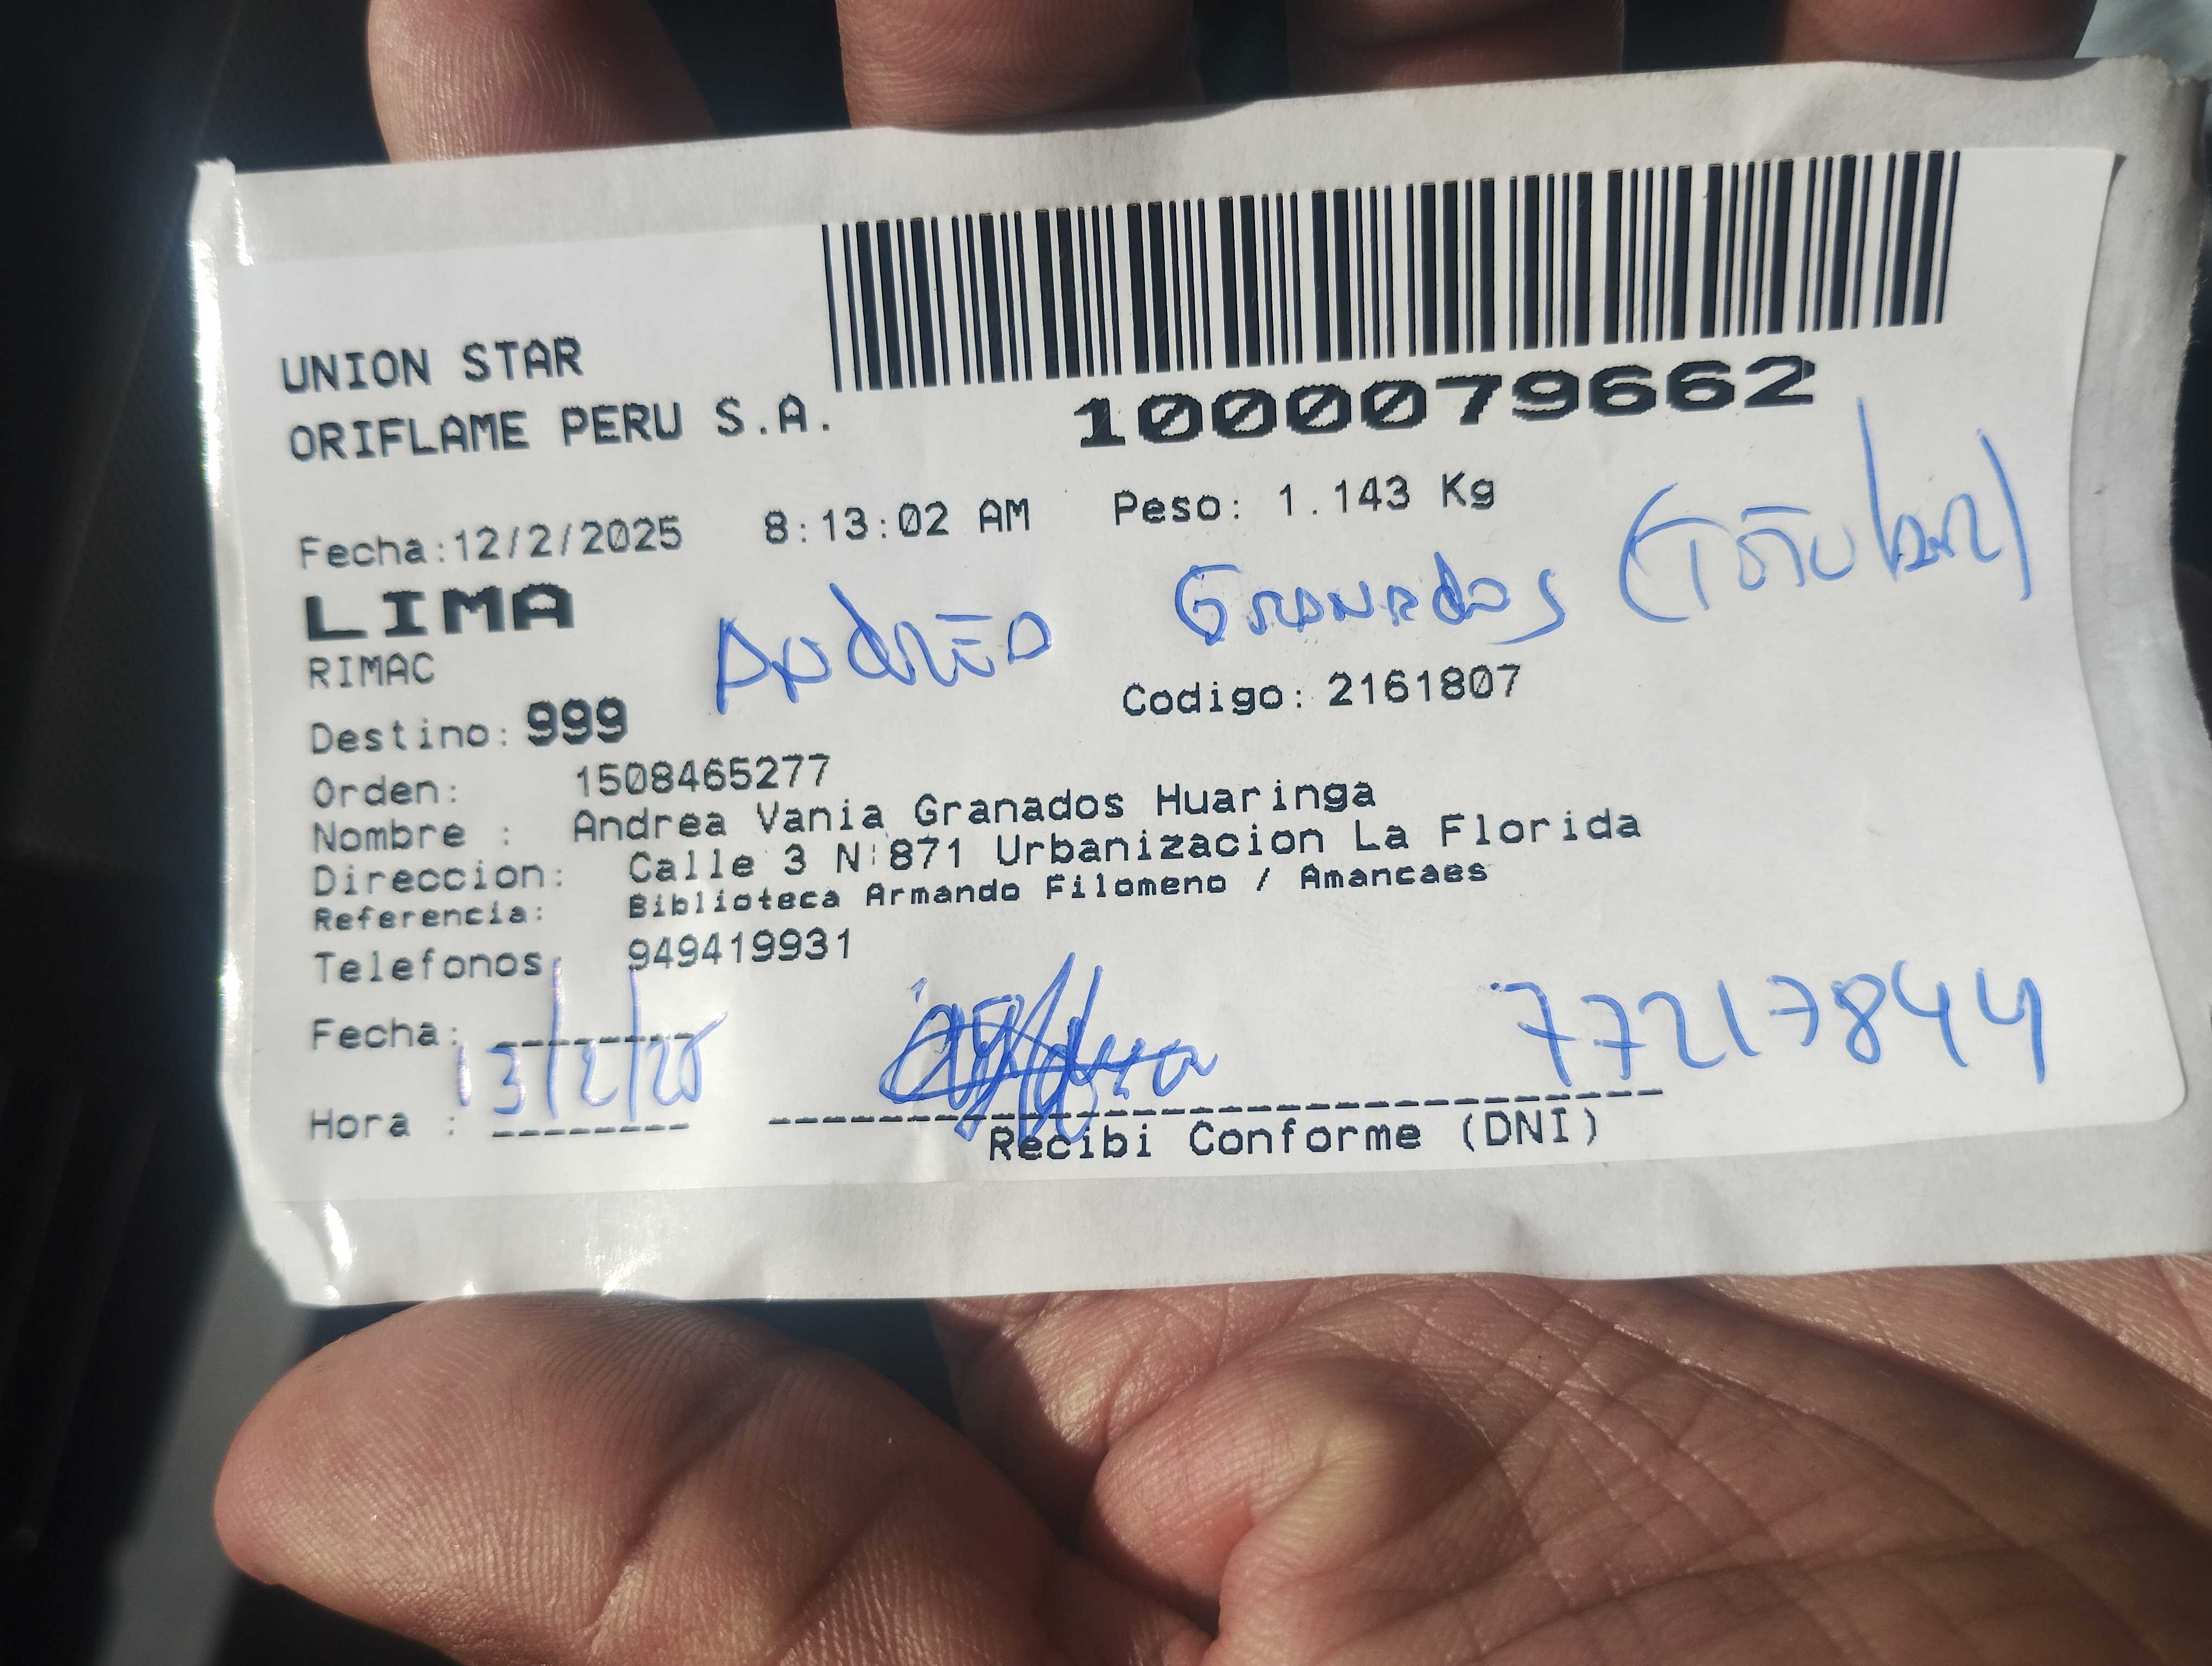 UNION STAR
ORIFLAME PERU S.A.
1000079662
Fecha:12/2/2025 8:13:02 AM Peso: 1.143 Kg
LIMA
RIMAC
ANdREA GRANADOS (TiTulAR)
Destino: 999 Codigo: 2161807
Orden: 1508465277
Nombre : Andrea Vania Granados Huaringa
Direccion: Calle 3 N°871 Urbanizacion La Florida
Referencia: Biblioteca Armando Filomeno / Amancaes
Telefonos: 949419931
Fecha: 13/2/25
77217844
Hora :
Recibi Conforme (DNI)